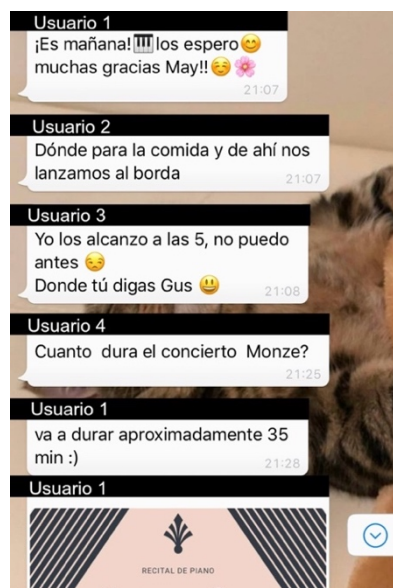 Usuario 1
¡Es mañana!🎹los espero😊
muchas gracias May!!☺️🌸
21:07
Usuario 2
Dónde para la comida y de ahí nos
lanzamos al borda
21:07
Usuario 3
Yo los alcanzo a las 5, no puedo
antes 😒
Donde tú digas Gus 😃
21:08
Usuario 4
Cuanto  dura el concierto  Monze?
21:25
Usuario 1
va a durar aproximadamente 35
min :)
21:28
Usuario 1
RECITAL DE PIANO